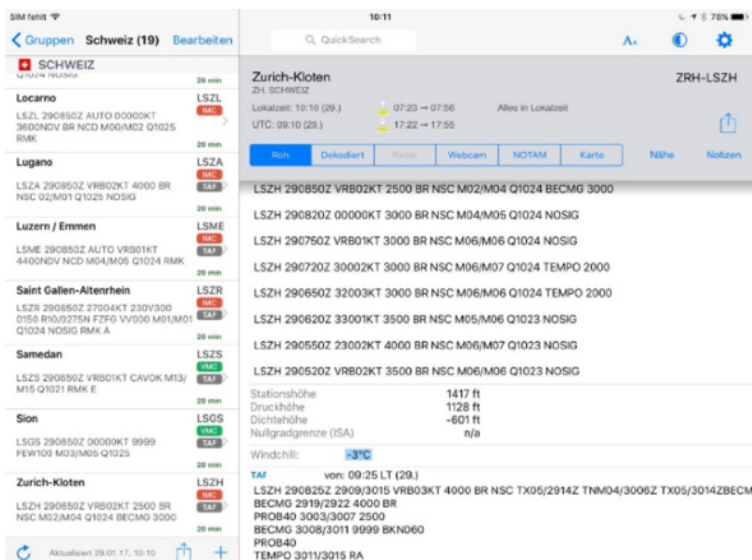 SIM fehlt
10:11
78%
Gruppen
Schweiz (19)
Bearbeiten
QuickSearch
AA
SCHWEIZ
Q1024 NOSIG
20 min
Locarno
LSZL
LSZL 290850Z AUTO 00000KT
IMC
3600NDV BR NCD M00/M02 Q1025
RMK
20 min
Lugano
LSZA
IMC
LSZA 290850Z VRB02KT 4000 BR
TAF
NSC 02/M01 Q1025 NOSIG
20 min
Luzern / Emmen
LSME
IMC
LSME 290850Z AUTO VRB01KT
TAF
4400NDV NCD M04/M05 Q1024 RMK
20 min
Saint Gallen-Altenrhein
LSZR
IMC
LSZR 290850Z 27004KT 230V300
TAF
0150 R10/0275N FZFG VV000 M01/M01
Q1024 NOSIG RMK A
20 min
Samedan
LSZS
VMC
LSZS 290850Z VRB01KT CAVOK M13/
TAF
M15 Q1021 RMK E
20 min
Sion
LSGS
VMC
LSGS 290850Z 00000KT 9999
TAF
FEW100 M03/M05 Q1025
20 min
Zurich-Kloten
LSZH
IMC
LSZH 290850Z VRB02KT 2500 BR
TAF
NSC M02/M04 Q1024 BECMG 3000
20 min
Aktualisiert 29.01.17, 10:10
Zurich-Kloten
ZRH-LSZH
ZH, SCHWEIZ
Lokalzeit: 10:10 (29.)
07:23 → 07:56
Alles in Lokalzeit
UTC: 09:10 (29.)
17:22 → 17:55
Roh
Dekodiert
Radar
Webcam
NOTAM
Karte
Nähe
Notizen
LSZH 290850Z VRB02KT 2500 BR NSC M02/M04 Q1024 BECMG 3000
LSZH 290820Z 00000KT 3000 BR NSC M04/M05 Q1024 NOSIG
LSZH 290750Z VRB01KT 3000 BR NSC M06/M06 Q1024 NOSIG
LSZH 290720Z 30002KT 3000 BR NSC M06/M07 Q1024 TEMPO 2000
LSZH 290650Z 32003KT 3000 BR NSC M06/M06 Q1024 TEMPO 2000
LSZH 290620Z 33001KT 3500 BR NSC M05/M06 Q1023 NOSIG
LSZH 290550Z 23002KT 4000 BR NSC M06/M07 Q1023 NOSIG
LSZH 290520Z VRB02KT 3500 BR NSC M06/M06 Q1023 NOSIG
Stationshöhe 1417 ft
Druckhöhe 1128 ft
Dichtehöhe -601 ft
Nullgradgrenze (ISA) n/a
Windchill: -3°C
TAF von: 09:25 LT (29.)
LSZH 290825Z 2909/3015 VRB03KT 4000 BR NSC TX05/2914Z TNM04/3006Z TX05/3014ZBECM
BECMG 2919/2922 4000 BR
PROB40 3003/3007 2500
BECMG 3008/3011 9999 BKN060
PROB40
TEMPO 3011/3015 RA